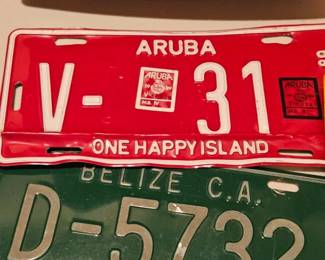 ARUBA
V- 31
ONE HAPPY ISLAND
BELIZE C.A.
D-5732